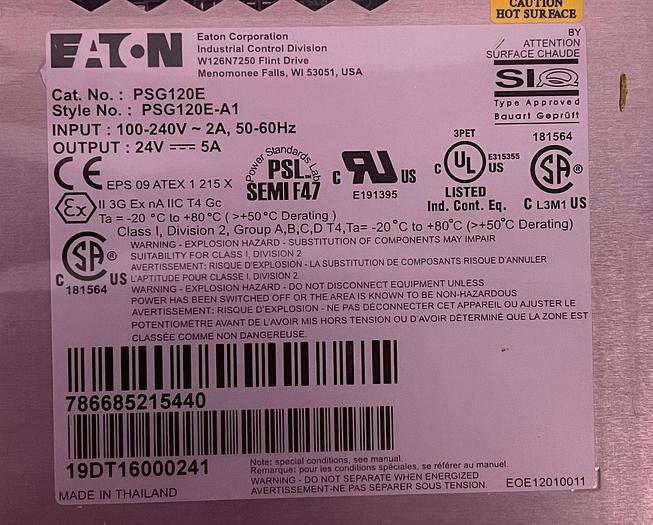 CAUTION
HOT SURFACE
BY
ATTENTION
SURFACE CHAUDE
EATON
Eaton Corporation
Industrial Control Division
W126N7250 Flint Drive
Menomonee Falls, WI 53051, USA
SIQ
Type Approved
Bauart Geprüft
Cat. No.: PSG120E
Style No.: PSG120E-A1
INPUT : 100-240V ~ 2A, 50-60Hz
OUTPUT : 24V ⎓ 5A
CE
EPS 09 ATEX 1 215 X
Power Standards Lab
PSL
SEMI F47
C RU US
E191395
3PET
C UL US
E315355
LISTED
Ind. Cont. Eq.
181564
SA ®
C L3M1 US
Ex II 3G Ex nA IIC T4 Gc
Ta = -20 °C to +80°C ( >+50°C Derating )
Class I, Division 2, Group A,B,C,D T4,Ta= -20°C to +80°C (>+50°C Derating)
C SA ® US
181564
WARNING - EXPLOSION HAZARD - SUBSTITUTION OF COMPONENTS MAY IMPAIR
SUITABILITY FOR CLASS I, DIVISION 2
AVERTISSEMENT: RISQUE D'EXPLOSION - LA SUBSTITUTION DE COMPOSANTS RISQUE D'ANNULER
L'APTITUDE POUR CLASSE I, DIVISION 2.
WARNING - EXPLOSION HAZARD - DO NOT DISCONNECT EQUIPMENT UNLESS
POWER HAS BEEN SWITCHED OFF OR THE AREA IS KNOWN TO BE NON-HAZARDOUS
AVERTISSEMENT: RISQUE D'EXPLOSION - NE PAS DÉCONNECTER CET APPAREIL OU AJUSTER LE
POTENTIOMÈTRE AVANT DE L'AVOIR MIS HORS TENSION OU D'AVOIR DÉTERMINÉ QUE LA ZONE EST
CLASSÉE COMME NON DANGEREUSE.
786685215440
19DT16000241
Note: special conditions, see manual.
Remarque: pour les conditions spéciales, se référer au manuel.
WARNING - DO NOT SEPARATE WHEN ENERGIZED
AVERTISSEMENT-NE PAS SÉPARER SOUS TENSION.
MADE IN THAILAND
EOE12010011